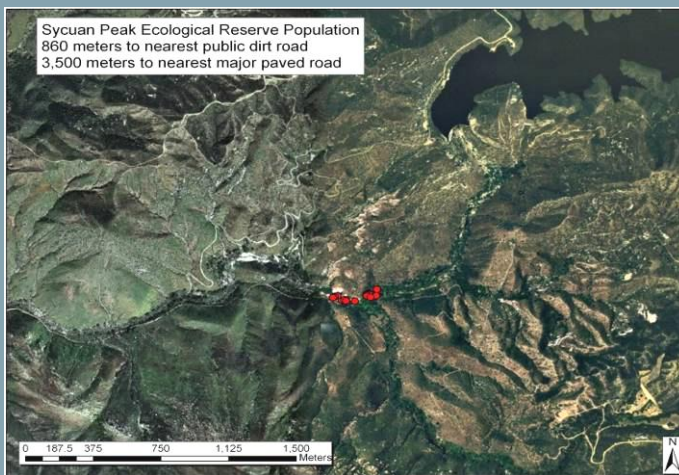 Sycuan Peak Ecological Reserve Population
860 meters to nearest public dirt road
3,500 meters to nearest major paved road
0 187.5 375 750 1,125 1,500
Meters
N